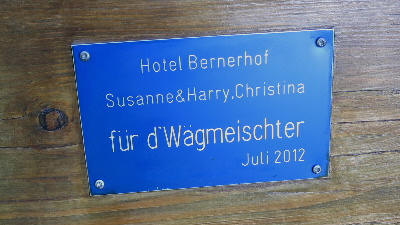 Hotel Bernerhof
Susanne&Harry,Christina
für d'Wägmeischter
Juli 2012